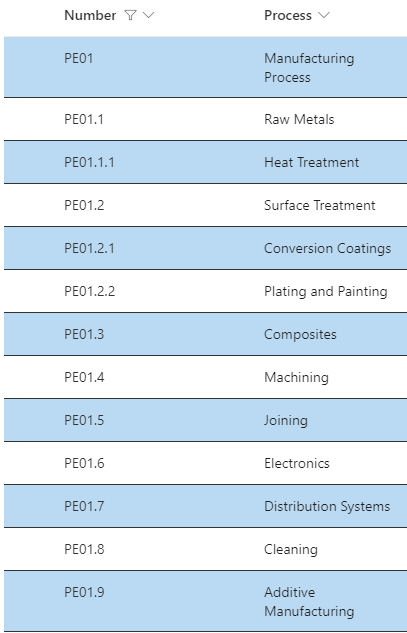 Number Process
PE01 Manufacturing
Process
PE01.1 Raw Metals
PE01.1.1 Heat Treatment
PE01.2 Surface Treatment
PE01.2.1 Conversion Coatings
PE01.2.2 Plating and Painting
PE01.3 Composites
PE01.4 Machining
PE01.5 Joining
PE01.6 Electronics
PE01.7 Distribution Systems
PE01.8 Cleaning
PE01.9 Additive
Manufacturing